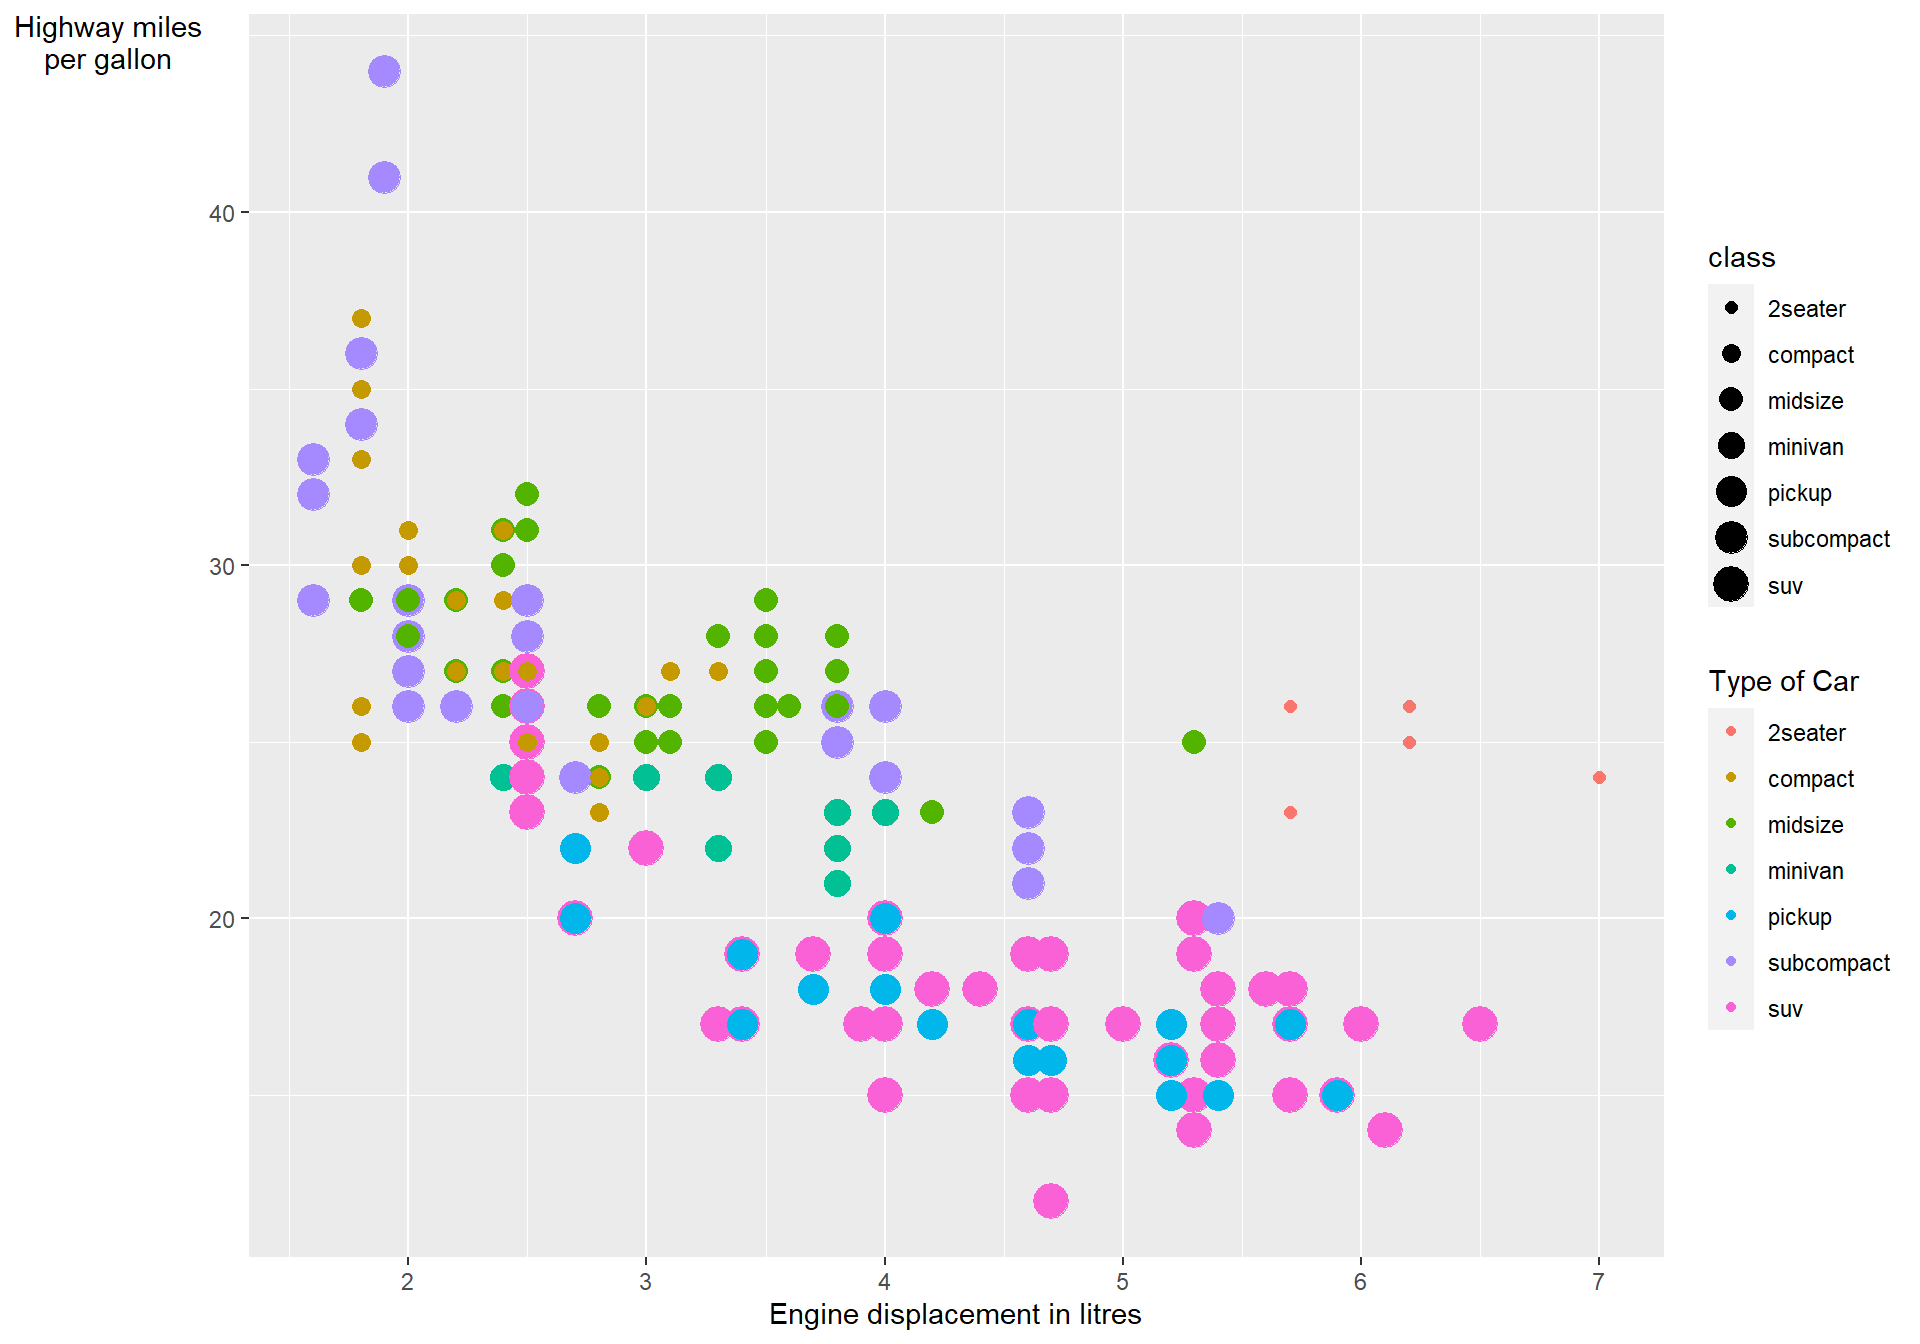 Highway miles
per gallon
40
30
20
2
3
4
5
6
7
Engine displacement in litres
class
2seater
compact
midsize
minivan
pickup
subcompact
suv
Type of Car
2seater
compact
midsize
minivan
pickup
subcompact
suv